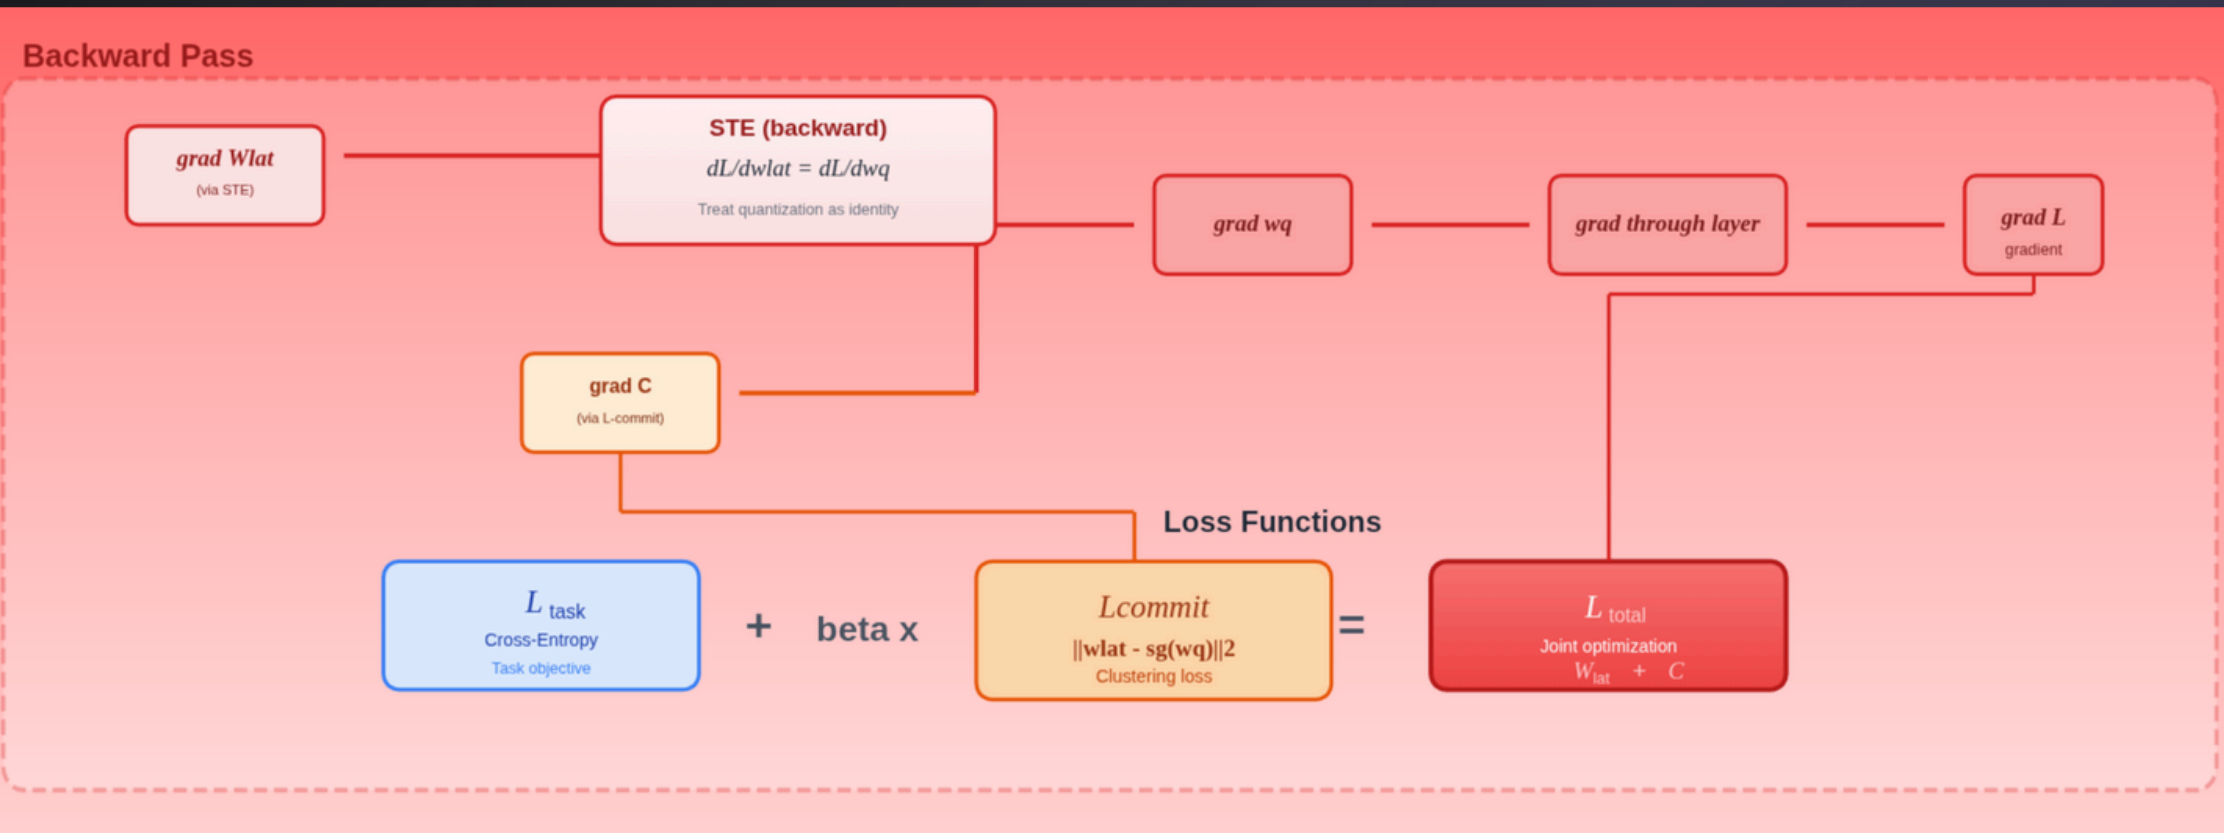 Backward Pass
grad Wlat
(via STE)
STE (backward)
dL/dwlat = dL/dwq
Treat quantization as identity
grad wq
grad through layer
grad L
gradient
grad C
(via L-commit)
Loss Functions
L task
Cross-Entropy
Task objective
+
beta x
Lcommit
||wlat - sg(wq)||2
Clustering loss
=
L total
Joint optimization
Wlat + C